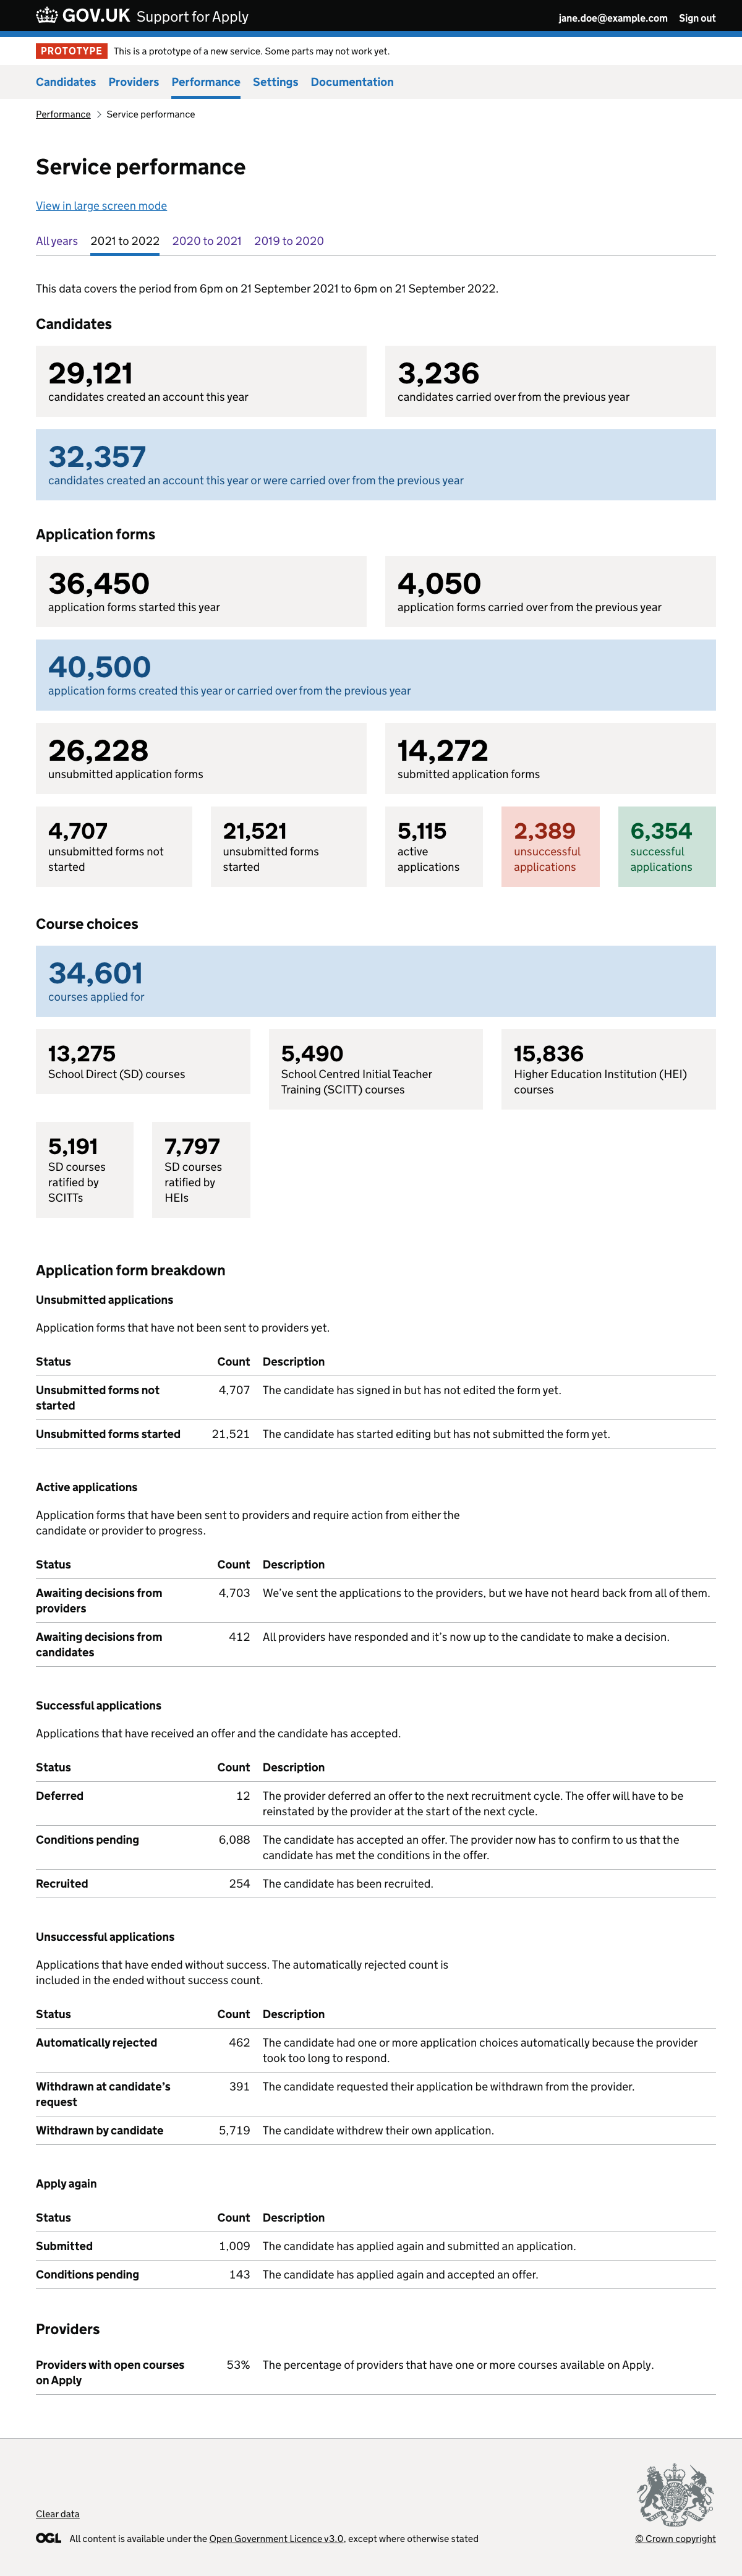 GOV.UK Support for Apply
jane.doe@example.com Sign out
PROTOTYPE This is a prototype of a new service. Some parts may not work yet.
Candidates Providers Performance Settings Documentation
Performance Service performance
Service performance
View in large screen mode
All years 2021 to 2022 2020 to 2021 2019 to 2020
This data covers the period from 6pm on 21 September 2021 to 6pm on 21 September 2022.
Candidates
29,121
candidates created an account this year
3,236
candidates carried over from the previous year
32,357
candidates created an account this year or were carried over from the previous year
Application forms
36,450
application forms started this year
4,050
application forms carried over from the previous year
40,500
application forms created this year or carried over from the previous year
26,228
unsubmitted application forms
14,272
submitted application forms
4,707
unsubmitted forms not
started
21,521
unsubmitted forms
started
5,115
active
applications
2,389
unsuccessful
applications
6,354
successful
applications
Course choices
34,601
courses applied for
13,275
School Direct (SD) courses
5,490
School Centred Initial Teacher
Training (SCITT) courses
15,836
Higher Education Institution (HEI)
courses
5,191
SD courses
ratified by
SCITTs
7,797
SD courses
ratified by
HEIs
Application form breakdown
Unsubmitted applications
Application forms that have not been sent to providers yet.
Status Count Description
Unsubmitted forms not
started
4,707 The candidate has signed in but has not edited the form yet.
Unsubmitted forms started 21,521 The candidate has started editing but has not submitted the form yet.
Active applications
Application forms that have been sent to providers and require action from either the
candidate or provider to progress.
Status Count Description
Awaiting decisions from
providers
4,703 We’ve sent the applications to the providers, but we have not heard back from all of them.
Awaiting decisions from
candidates
412 All providers have responded and it’s now up to the candidate to make a decision.
Successful applications
Applications that have received an offer and the candidate has accepted.
Status Count Description
Deferred 12 The provider deferred an offer to the next recruitment cycle. The offer will have to be
reinstated by the provider at the start of the next cycle.
Conditions pending 6,088 The candidate has accepted an offer. The provider now has to confirm to us that the
candidate has met the conditions in the offer.
Recruited 254 The candidate has been recruited.
Unsuccessful applications
Applications that have ended without success. The automatically rejected count is
included in the ended without success count.
Status Count Description
Automatically rejected 462 The candidate had one or more application choices automatically because the provider
took too long to respond.
Withdrawn at candidate’s
request
391 The candidate requested their application be withdrawn from the provider.
Withdrawn by candidate 5,719 The candidate withdrew their own application.
Apply again
Status Count Description
Submitted 1,009 The candidate has applied again and submitted an application.
Conditions pending 143 The candidate has applied again and accepted an offer.
Providers
Providers with open courses
on Apply
53% The percentage of providers that have one or more courses available on Apply.
Clear data
OGL All content is available under the Open Government Licence v3.0, except where otherwise stated
© Crown copyright